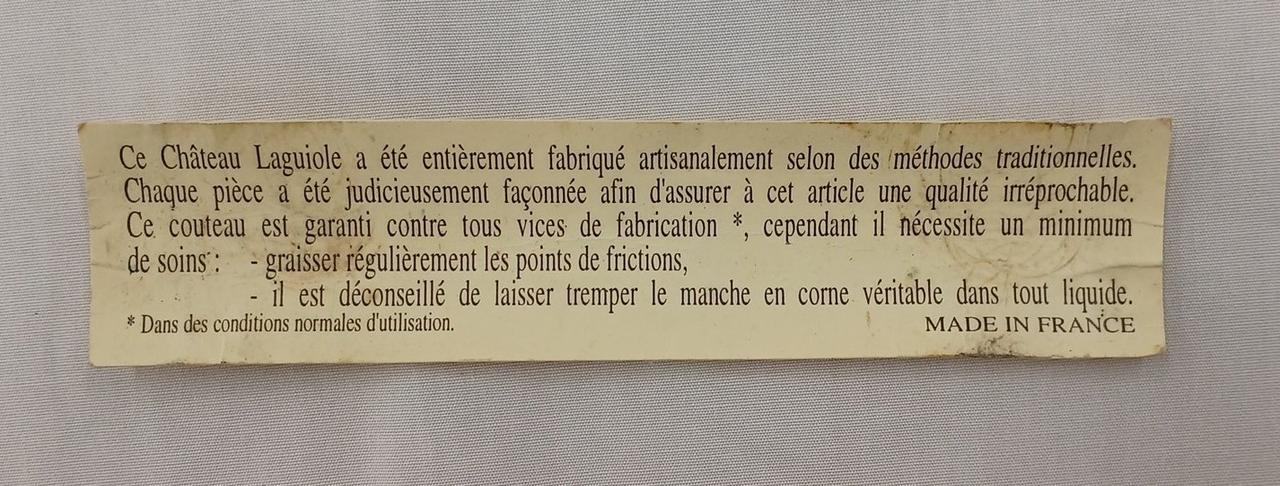 Ce Château Laguiole a été entièrement fabriqué artisanalement selon des méthodes traditionnelles.
Chaque pièce a été judicieusement façonnée afin d'assurer à cet article une qualité irréprochable.
Ce couteau est garanti contre tous vices de fabrication *, cependant il nécessite un minimum
de soins : - graisser régulièrement les points de frictions,
- il est déconseillé de laisser tremper le manche en corne véritable dans tout liquide.
* Dans des conditions normales d'utilisation. MADE IN FRANCE